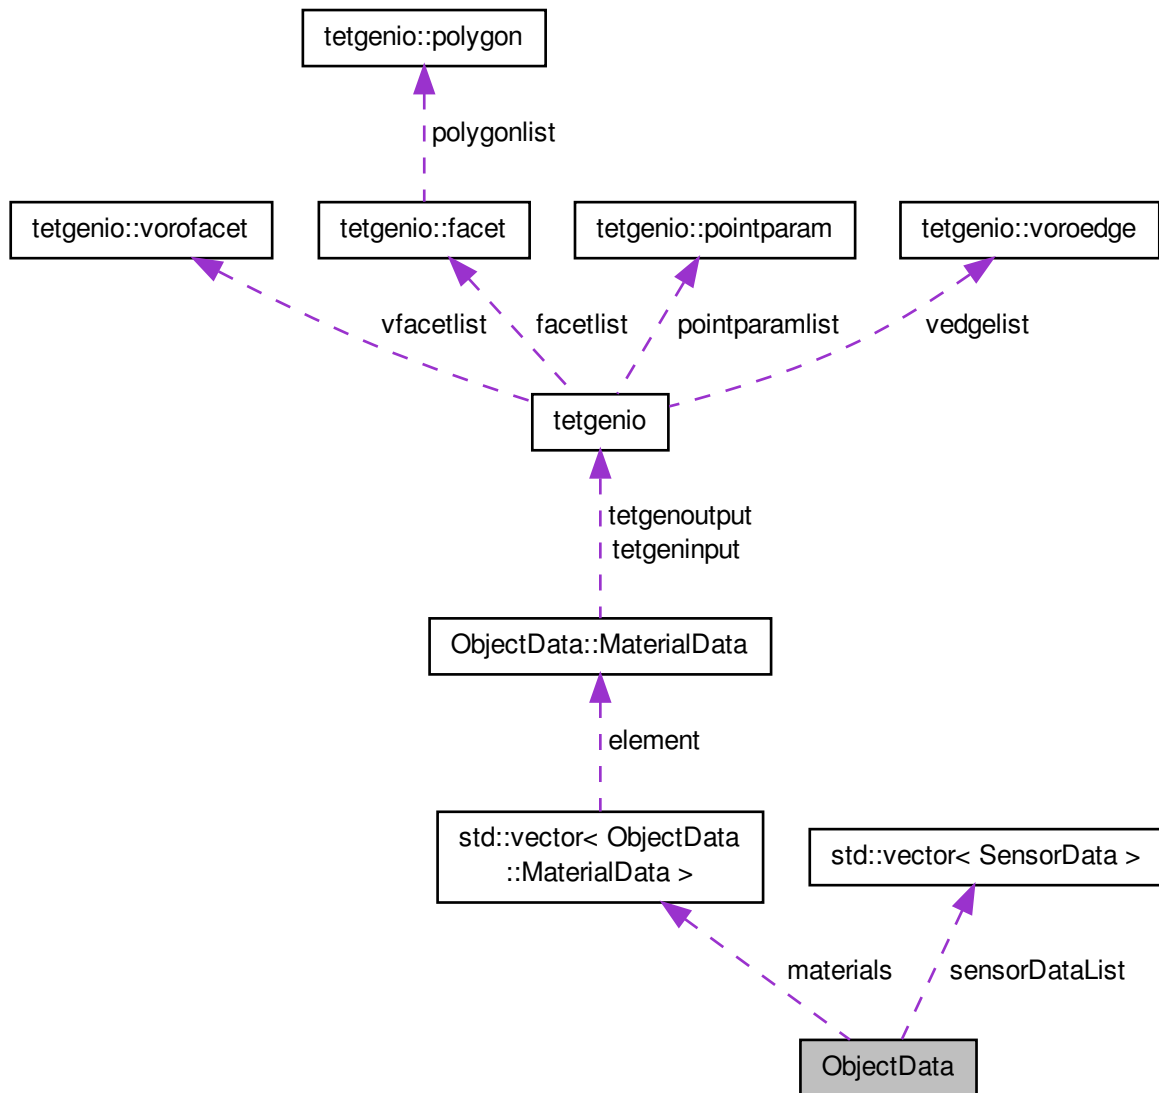 tetgenio::polygon
polygonlist
tetgenio::vorofacet
tetgenio::facet
tetgenio::pointparam
tetgenio::voroedge
vfacetlist
facetlist
pointparamlist
vedgelist
tetgenio
tetgenoutput
tetgeninput
ObjectData::MaterialData
element
std::vector< ObjectData
::MaterialData >
std::vector< SensorData >
materials
sensorDataList
ObjectData